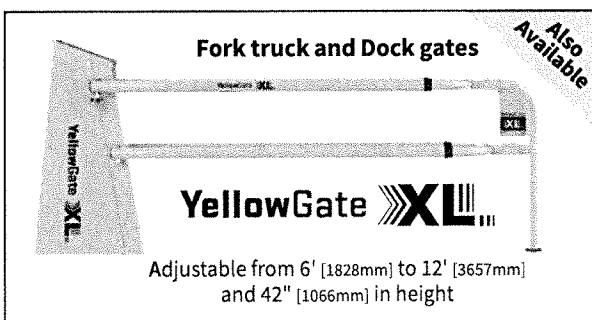 Fork truck and Dock gates
Also
Available
YellowGate XL
XL
YellowGate XL
YellowGate XL
Adjustable from 6' [1828mm] to 12' [3657mm]
and 42" [1066mm] in height